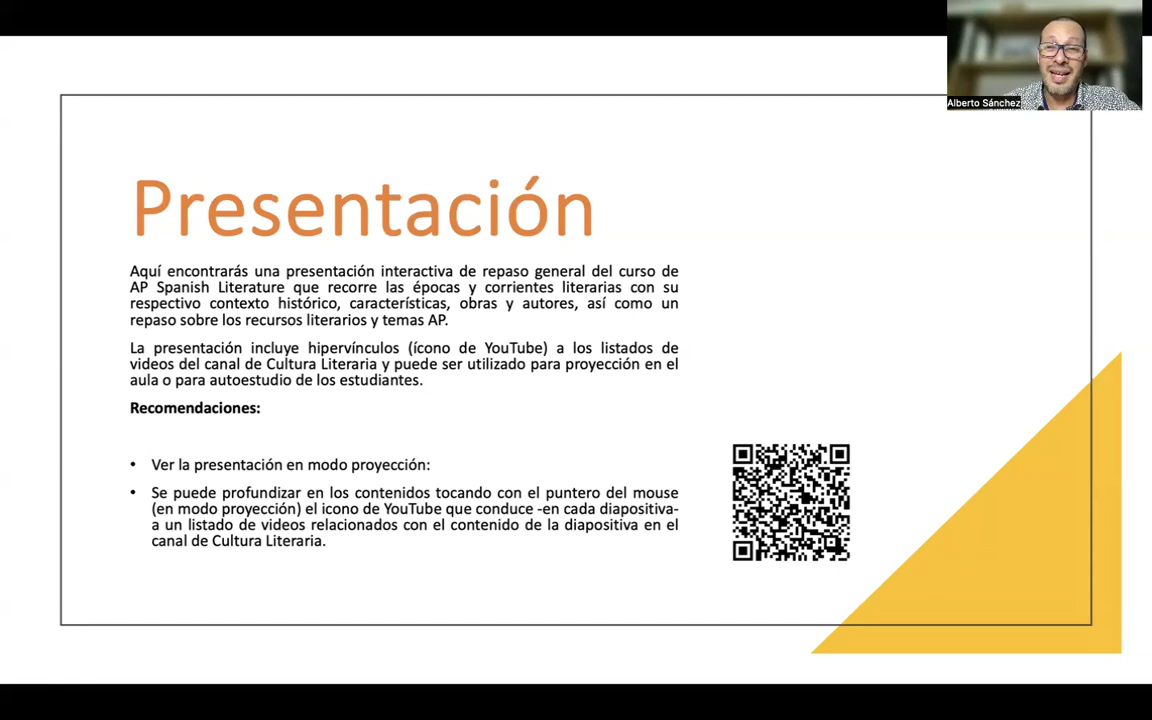 Alberto Sánchez
Presentación
Aquí encontrarás una presentación interactiva de repaso general del curso de
AP Spanish Literature que recorre las épocas y corrientes literarias con su
respectivo contexto histórico, características, obras y autores, así como un
repaso sobre los recursos literarios y temas AP.
La presentación incluye hipervínculos (ícono de YouTube) a los listados de
videos del canal de Cultura Literaria y puede ser utilizado para proyección en el
aula o para autoestudio de los estudiantes.
Recomendaciones:
• Ver la presentación en modo proyección:
• Se puede profundizar en los contenidos tocando con el puntero del mouse
(en modo proyección) el icono de YouTube que conduce -en cada diapositiva-
a un listado de videos relacionados con el contenido de la diapositiva en el
canal de Cultura Literaria.